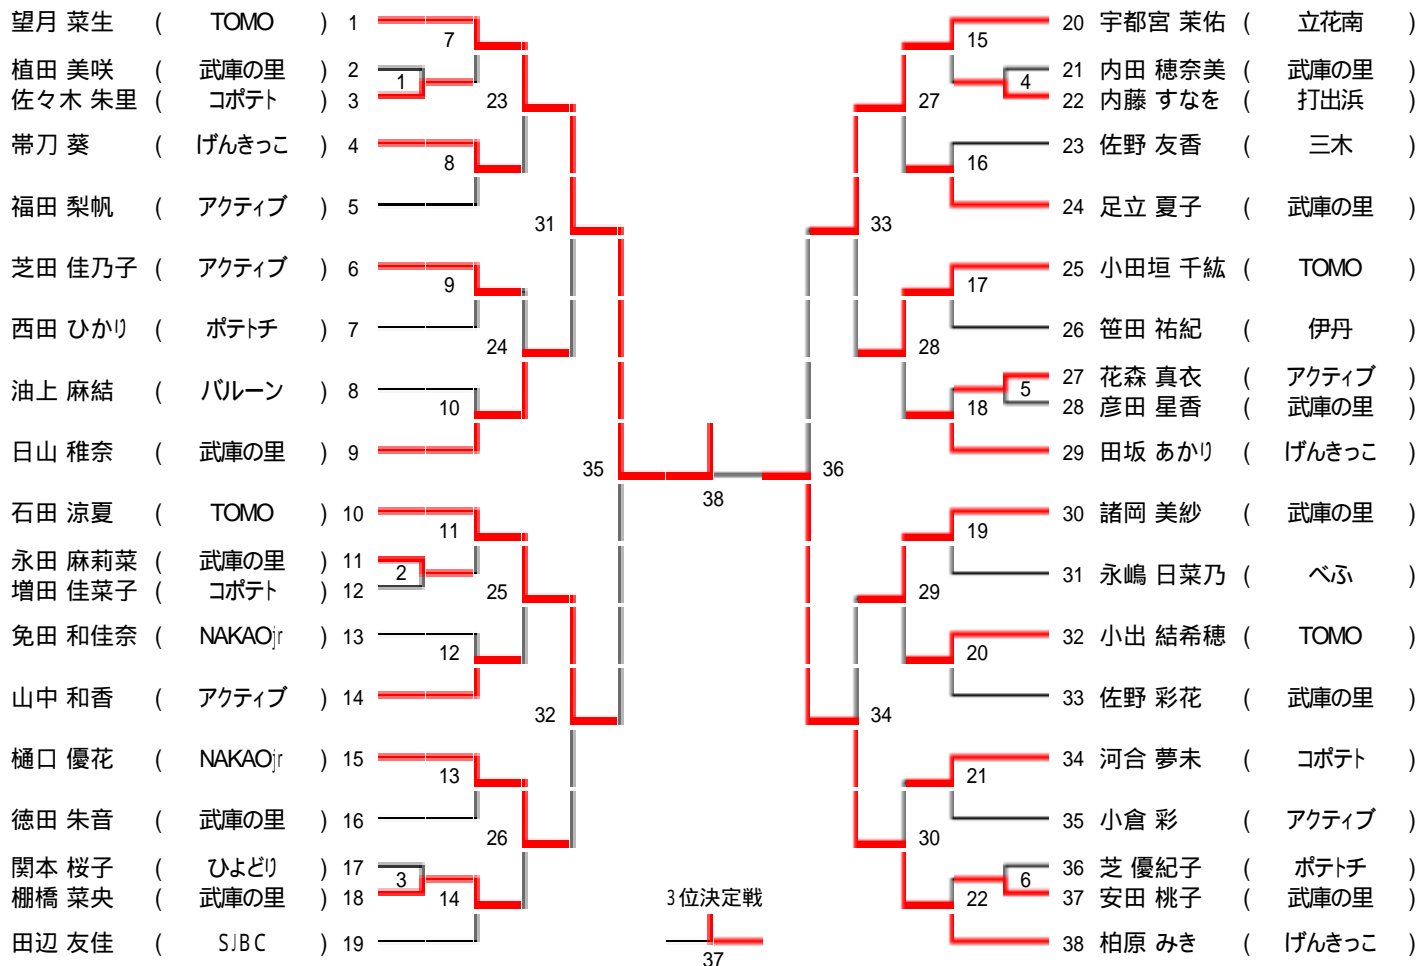 望月 菜生 ( TOMO ) 1
植田 美咲 ( 武庫の里 ) 2
佐々木 朱里 ( コポテト ) 3
帯刀 葵 ( げんきっこ ) 4
福田 梨帆 ( アクティブ ) 5
芝田 佳乃子 ( アクティブ ) 6
西田 ひかり ( ポテトチ ) 7
油上 麻結 ( バルーン ) 8
日山 稚奈 ( 武庫の里 ) 9
石田 涼夏 ( TOMO ) 10
永田 麻莉菜 ( 武庫の里 ) 11
増田 佳菜子 ( コポテト ) 12
免田 和佳奈 ( NAKAOjr ) 13
山中 和香 ( アクティブ ) 14
樋口 優花 ( NAKAOjr ) 15
徳田 朱音 ( 武庫の里 ) 16
関本 桜子 ( ひよどり ) 17
棚橋 菜央 ( 武庫の里 ) 18
田辺 友佳 ( SJBC ) 19
7
1
23
8
31
9
24
10
35
11
2
25
12
32
13
26
3
14
38
3位決定戦
37
15
4
27
16
33
17
28
5
18
36
19
29
20
34
21
30
6
22
20 宇都宮 茉佑 ( 立花南 )
21 内田 穂奈美 ( 武庫の里 )
22 内藤 すなを ( 打出浜 )
23 佐野 友香 ( 三木 )
24 足立 夏子 ( 武庫の里 )
25 小田垣 千紘 ( TOMO )
26 笹田 祐紀 ( 伊丹 )
27 花森 真衣 ( アクティブ )
28 彦田 星香 ( 武庫の里 )
29 田坂 あかり ( げんきっこ )
30 諸岡 美紗 ( 武庫の里 )
31 永嶋 日菜乃 ( べふ )
32 小出 結希穂 ( TOMO )
33 佐野 彩花 ( 武庫の里 )
34 河合 夢未 ( コポテト )
35 小倉 彩 ( アクティブ )
36 芝 優紀子 ( ポテトチ )
37 安田 桃子 ( 武庫の里 )
38 柏原 みき ( げんきっこ )